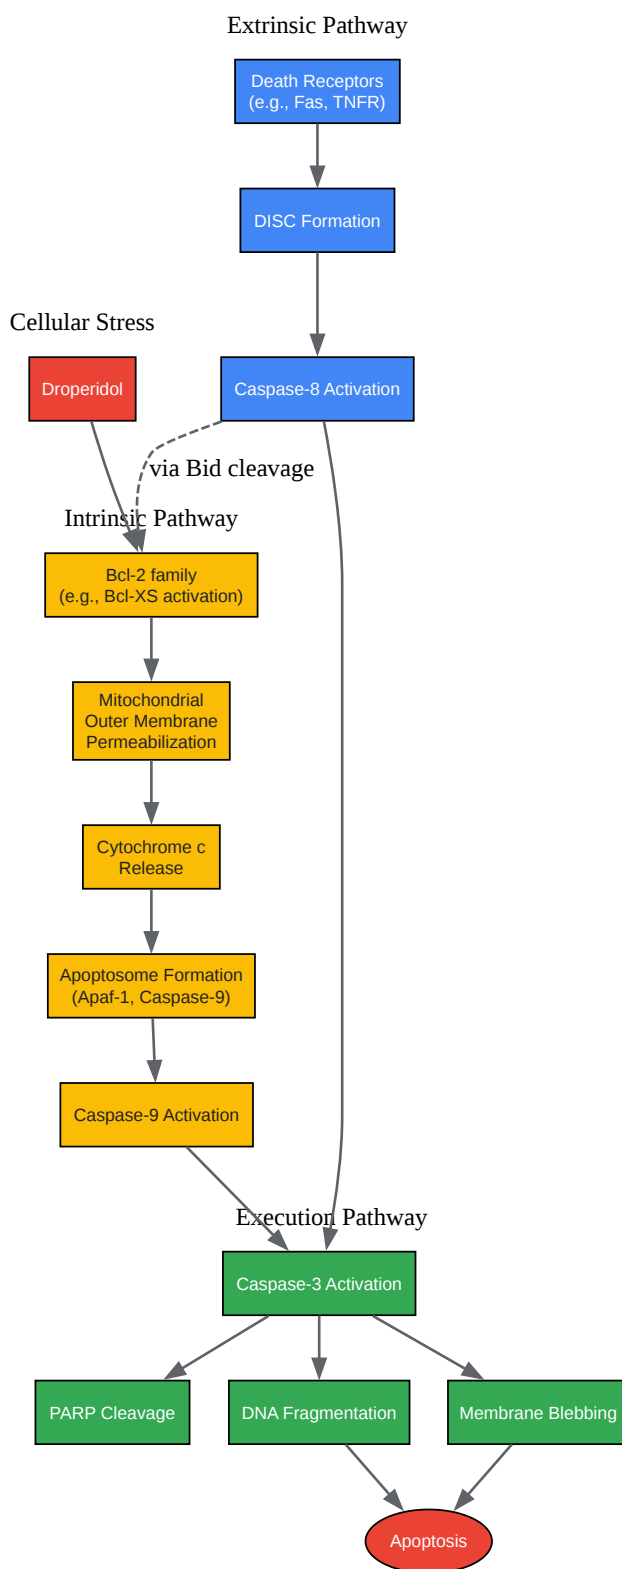 Extrinsic Pathway
Death Receptors
(e.g., Fas, TNFR)
DISC Formation
Cellular Stress
Droperidol
Caspase-8 Activation
via Bid cleavage
Intrinsic Pathway
Bcl-2 family
(e.g., Bcl-XS activation)
Mitochondrial
Outer Membrane
Permeabilization
Cytochrome c
Release
Apoptosome Formation
(Apaf-1, Caspase-9)
Caspase-9 Activation
Execution Pathway
Caspase-3 Activation
PARP Cleavage
DNA Fragmentation
Membrane Blebbing
Apoptosis